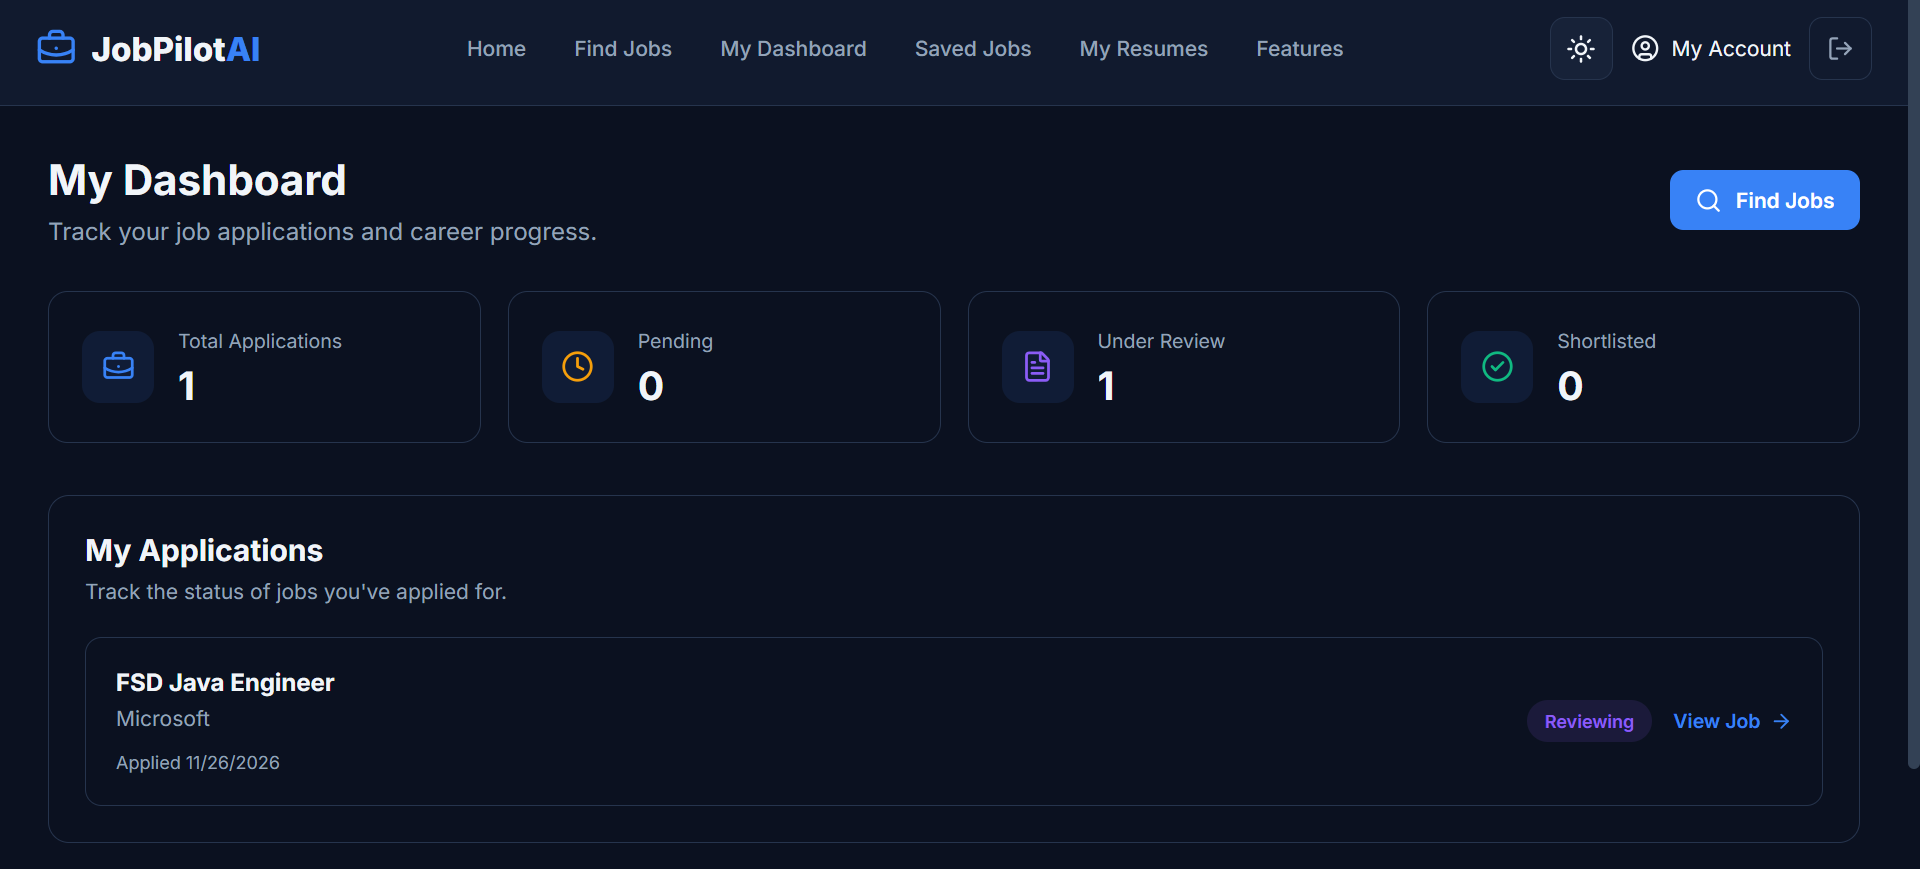 JobPilotAI
Home Find Jobs My Dashboard Saved Jobs My Resumes Features
My Account
My Dashboard
Track your job applications and career progress.
Find Jobs
Total Applications
1
Pending
0
Under Review
1
Shortlisted
0
My Applications
Track the status of jobs you've applied for.
FSD Java Engineer
Microsoft
Applied 11/26/2026
Reviewing
View Job